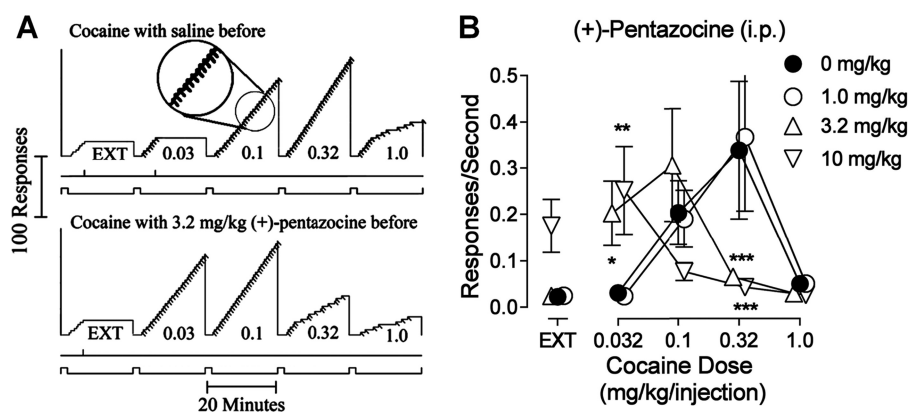 A
Cocaine with saline before
EXT 0.03 0.1 0.32 1.0
100 Responses
Cocaine with 3.2 mg/kg (+)-pentazocine before
EXT 0.03 0.1 0.32 1.0
20 Minutes
B
(+)-Pentazocine (i.p.)
0 mg/kg
1.0 mg/kg
3.2 mg/kg
10 mg/kg
Responses/Second
0.5
0.4
0.3
0.2
0.1
0.0
**
*
***
***
EXT 0.032 0.1 0.32 1.0
Cocaine Dose
(mg/kg/injection)